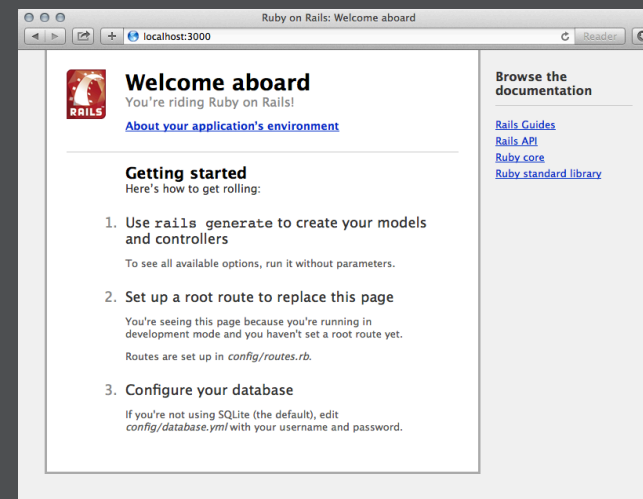 Ruby on Rails: Welcome aboard
localhost:3000
Reader
RAILS
Welcome aboard
You're riding Ruby on Rails!
About your application's environment
Getting started
Here's how to get rolling:
1. Use rails generate to create your models
and controllers
To see all available options, run it without parameters.
2. Set up a root route to replace this page
You're seeing this page because you're running in
development mode and you haven't set a root route yet.
Routes are set up in config/routes.rb.
3. Configure your database
If you're not using SQLite (the default), edit
config/database.yml with your username and password.
Browse the
documentation
Rails Guides
Rails API
Ruby core
Ruby standard library